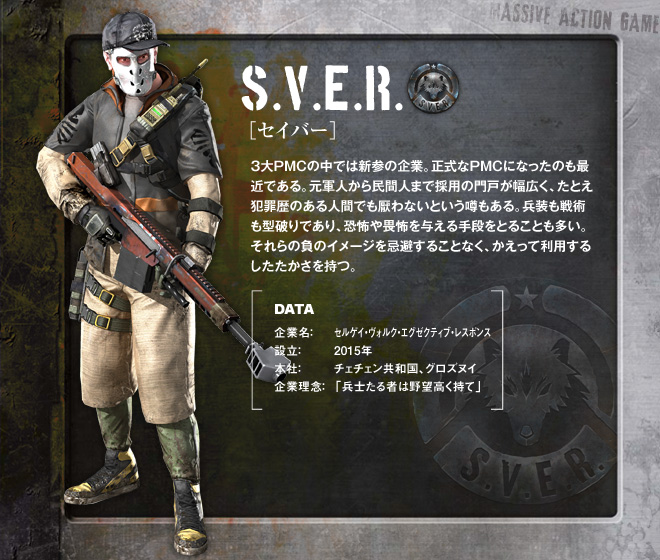 MASSIVE ACTION GAME
S.V.E.R.
S.V.E.R.
［セイバー］
3大PMCの中では新参の企業。正式なPMCになったのも最
近である。元軍人から民間人まで採用の門戸が幅広く、たとえ
犯罪歴のある人間でも厭わないという噂もある。兵装も戦術
も型破りであり、恐怖や畏怖を与える手段をとることも多い。
それらの負のイメージを忌避することなく、かえって利用する
したたかさを持つ。
DATA
企業名： セルゲイ・ヴォルク・エグゼクティブ・レスポンス
設立： 2015年
本社： チェチェン共和国、グロズヌイ
企業理念：「兵士たる者は野望高く持て」
S.V.E.R.